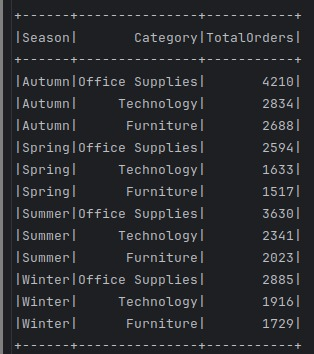 +------+---------------+-----------+
|Season|       Category|TotalOrders|
+------+---------------+-----------+
|Autumn|Office Supplies|       4210|
|Autumn|     Technology|       2834|
|Autumn|      Furniture|       2688|
|Spring|Office Supplies|       2594|
|Spring|     Technology|       1633|
|Spring|      Furniture|       1517|
|Summer|Office Supplies|       3630|
|Summer|     Technology|       2341|
|Summer|      Furniture|       2023|
|Winter|Office Supplies|       2885|
|Winter|     Technology|       1916|
|Winter|      Furniture|       1729|
+------+---------------+-----------+